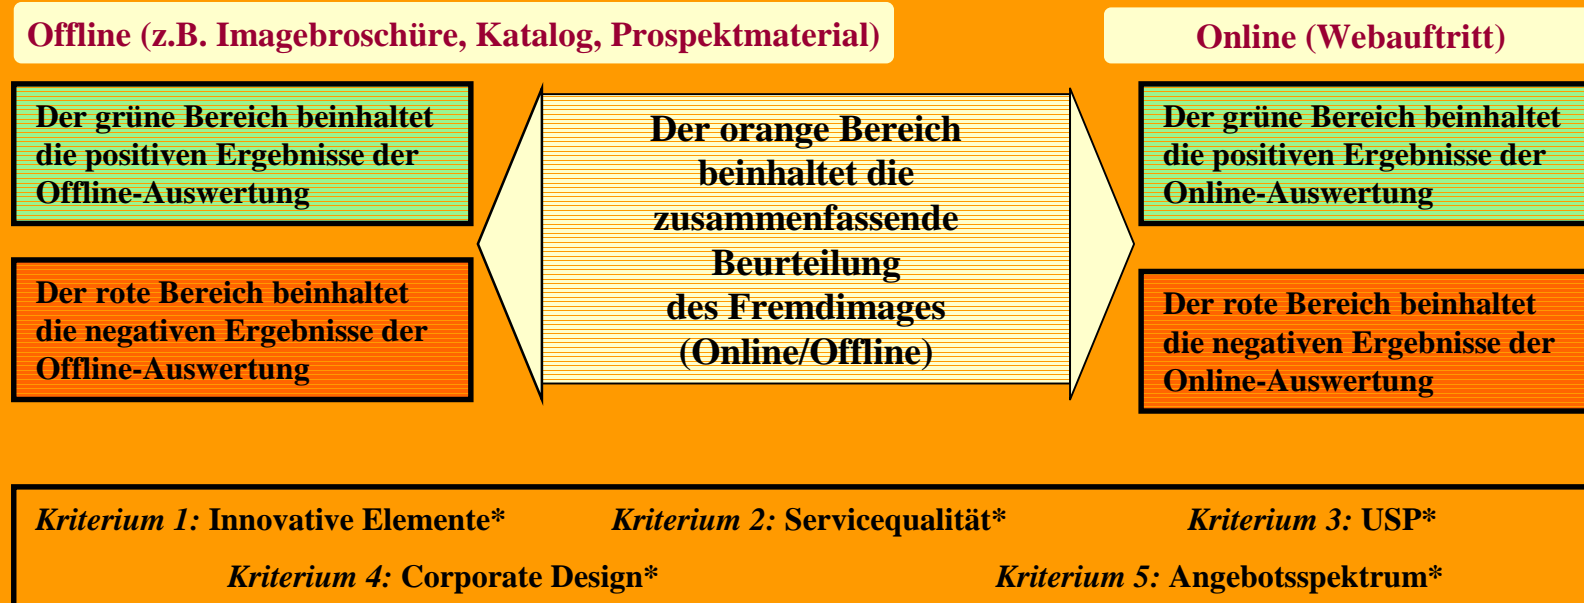 Offline (z.B. Imagebroschüre, Katalog, Prospektmaterial)
Online (Webauftritt)
Der grüne Bereich beinhaltet
die positiven Ergebnisse der
Offline-Auswertung
Der rote Bereich beinhaltet
die negativen Ergebnisse der
Offline-Auswertung
Der orange Bereich
beinhaltet die
zusammenfassende
Beurteilung
des Fremdimages
(Online/Offline)
Der grüne Bereich beinhaltet
die positiven Ergebnisse der
Online-Auswertung
Der rote Bereich beinhaltet
die negativen Ergebnisse der
Online-Auswertung
Kriterium 1: Innovative Elemente* Kriterium 2: Servicequalität* Kriterium 3: USP*
Kriterium 4: Corporate Design* Kriterium 5: Angebotsspektrum*